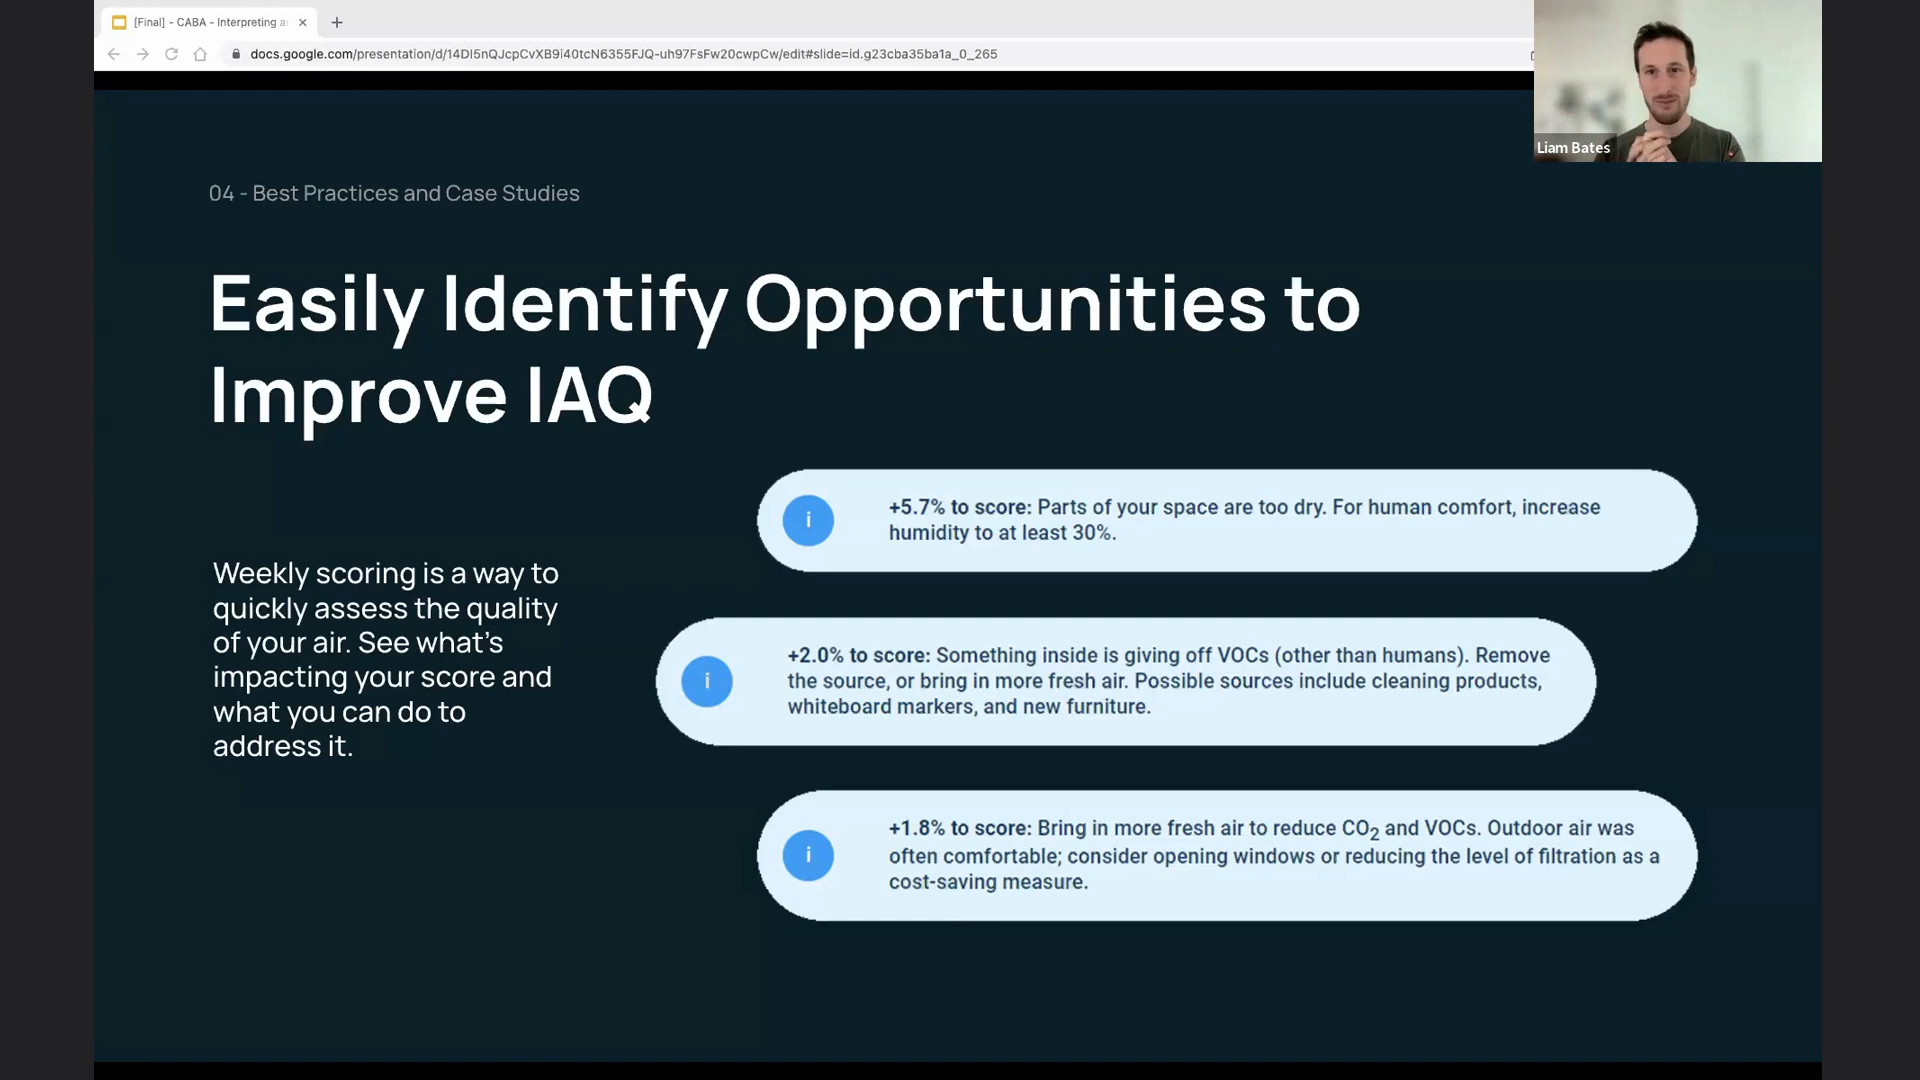 [Final] - CABA - Interpreting a
docs.google.com/presentation/d/14DI5nQJcpCvXB9i40tcN6355FJQ-uh97FsFw20cwpCw/edit#slide=id.g23cba35ba1a_0_265
Liam Bates
04 - Best Practices and Case Studies
Easily Identify Opportunities to
Improve IAQ
Weekly scoring is a way to
quickly assess the quality
of your air. See what's
impacting your score and
what you can do to
address it.
i
+5.7% to score: Parts of your space are too dry. For human comfort, increase
humidity to at least 30%.
i
+2.0% to score: Something inside is giving off VOCs (other than humans). Remove
the source, or bring in more fresh air. Possible sources include cleaning products,
whiteboard markers, and new furniture.
i
+1.8% to score: Bring in more fresh air to reduce CO₂ and VOCs. Outdoor air was
often comfortable; consider opening windows or reducing the level of filtration as a
cost-saving measure.